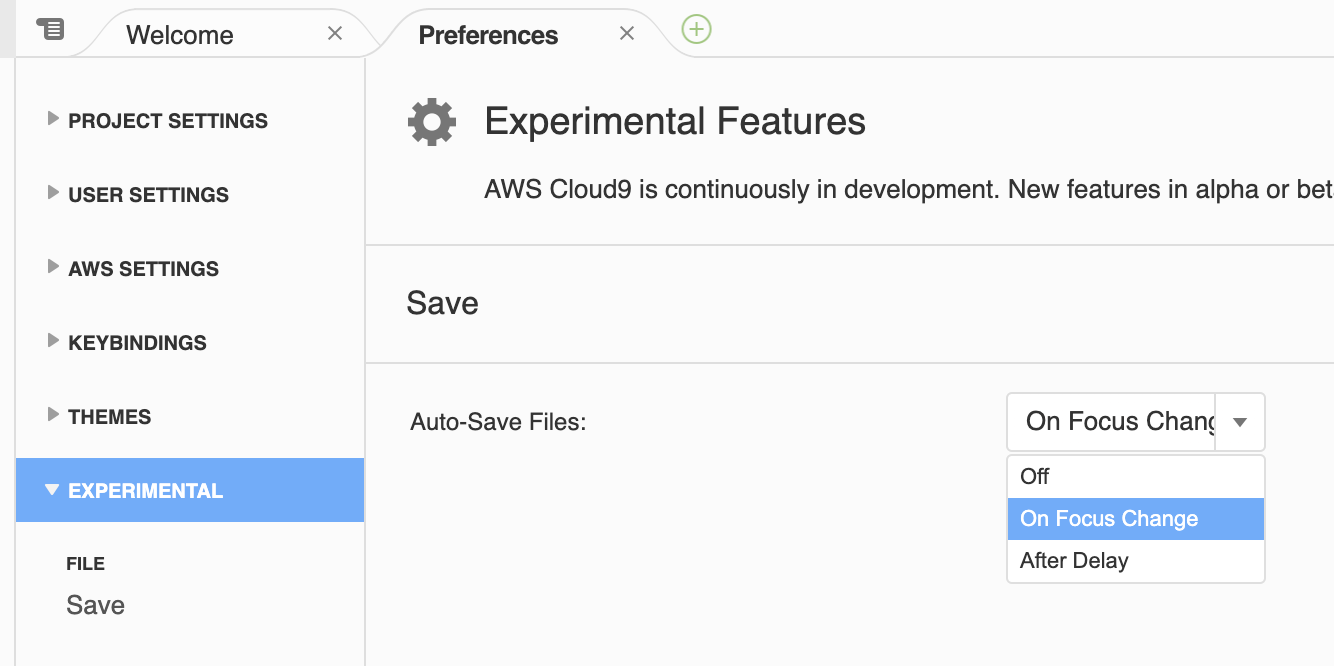 Welcome
Preferences
PROJECT SETTINGS
USER SETTINGS
AWS SETTINGS
KEYBINDINGS
THEMES
EXPERIMENTAL
FILE
Save
Experimental Features
AWS Cloud9 is continuously in development. New features in alpha or bet
Save
Auto-Save Files:
On Focus Chang
Off
On Focus Change
After Delay